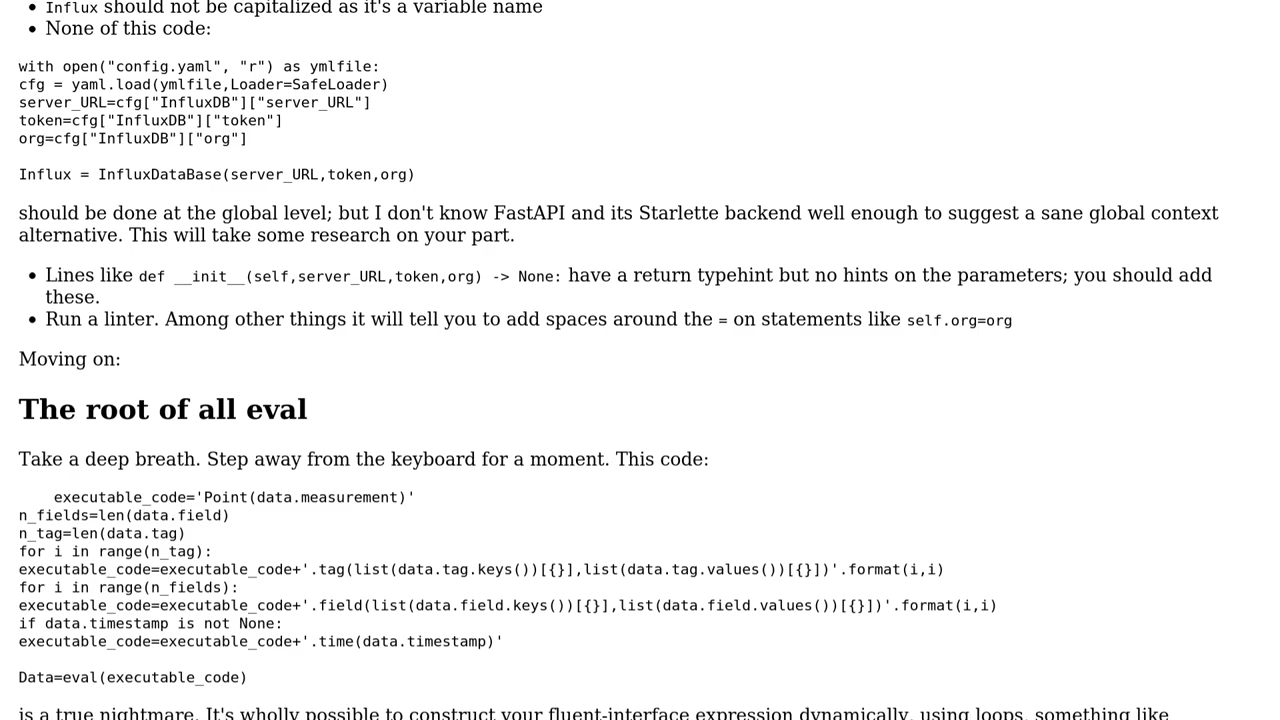 • Influx should not be capitalized as it's a variable name
• None of this code:
with open("config.yaml", "r") as ymlfile:
cfg = yaml.load(ymlfile,Loader=SafeLoader)
server_URL=cfg["InfluxDB"]["server_URL"]
token=cfg["InfluxDB"]["token"]
org=cfg["InfluxDB"]["org"]
Influx = InfluxDataBase(server_URL,token,org)
should be done at the global level; but I don't know FastAPI and its Starlette backend well enough to suggest a sane global context
alternative. This will take some research on your part.
• Lines like def __init__(self,server_URL,token,org) -> None: have a return typehint but no hints on the parameters; you should add
these.
• Run a linter. Among other things it will tell you to add spaces around the = on statements like self.org=org
Moving on:
The root of all eval
Take a deep breath. Step away from the keyboard for a moment. This code:
executable_code='Point(data.measurement)'
n_fields=len(data.field)
n_tag=len(data.tag)
for i in range(n_tag):
executable_code=executable_code+'.tag(list(data.tag.keys())[{}],list(data.tag.values())[{}])'.format(i,i)
for i in range(n_fields):
executable_code=executable_code+'.field(list(data.field.keys())[{}],list(data.field.values())[{}])'.format(i,i)
if data.timestamp is not None:
executable_code=executable_code+'.time(data.timestamp)'
Data=eval(executable_code)
is a true nightmare. It's wholly possible to construct your fluent-interface expression dynamically, using loops, something like